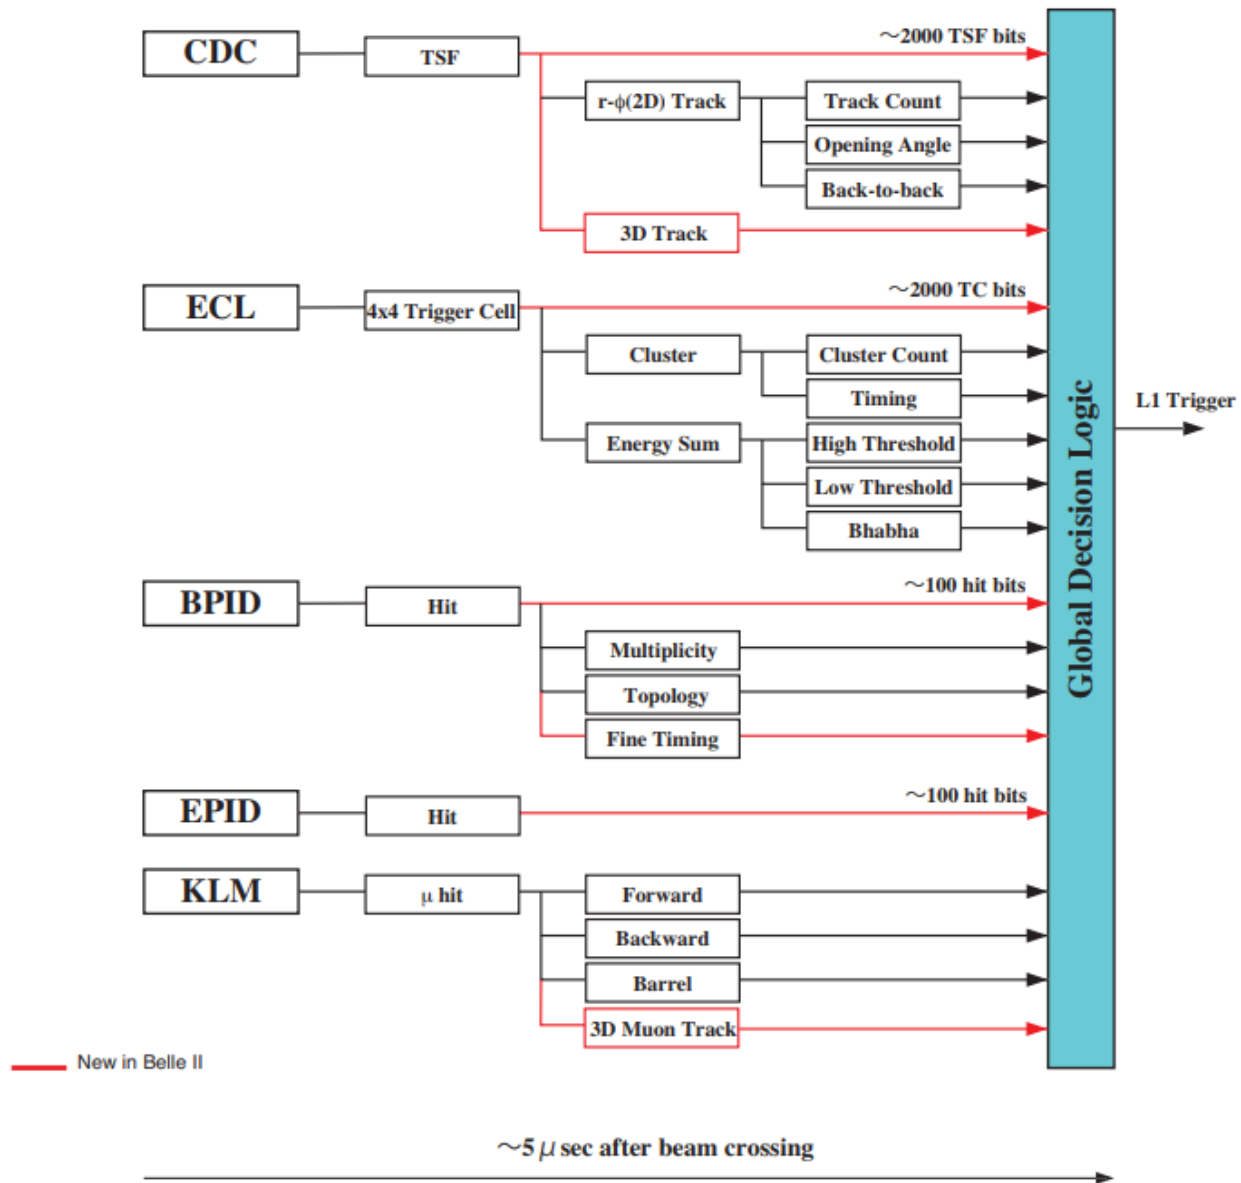 CDC
TSF
~2000 TSF bits
r-ϕ(2D) Track
Track Count
Opening Angle
Back-to-back
3D Track
ECL
4x4 Trigger Cell
~2000 TC bits
Cluster
Cluster Count
Timing
Energy Sum
High Threshold
Low Threshold
Bhabha
BPID
Hit
~100 hit bits
Multiplicity
Topology
Fine Timing
EPID
Hit
~100 hit bits
KLM
μ hit
Forward
Backward
Barrel
3D Muon Track
Global Decision Logic
L1 Trigger
New in Belle II
~5 μ sec after beam crossing